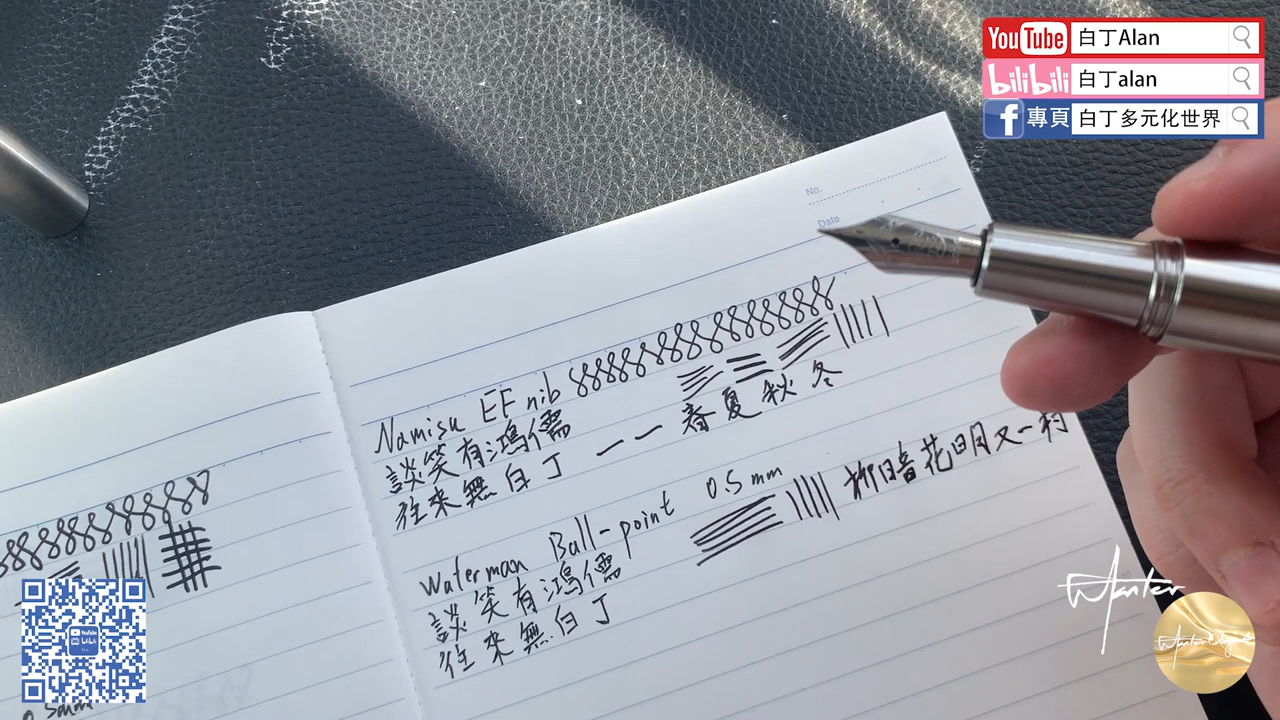 YouTube 白丁Alan
bilibili 白丁alan
f 專頁 白丁多元化世界
No.
Date
Namisu EF nib
談笑有鴻儒
往來無白丁 一一 春夏秋冬
Waterman Ball-point 0.5 mm
談笑有鴻儒 柳暗花明又一村
往來無白丁
0.5mm
Wanter